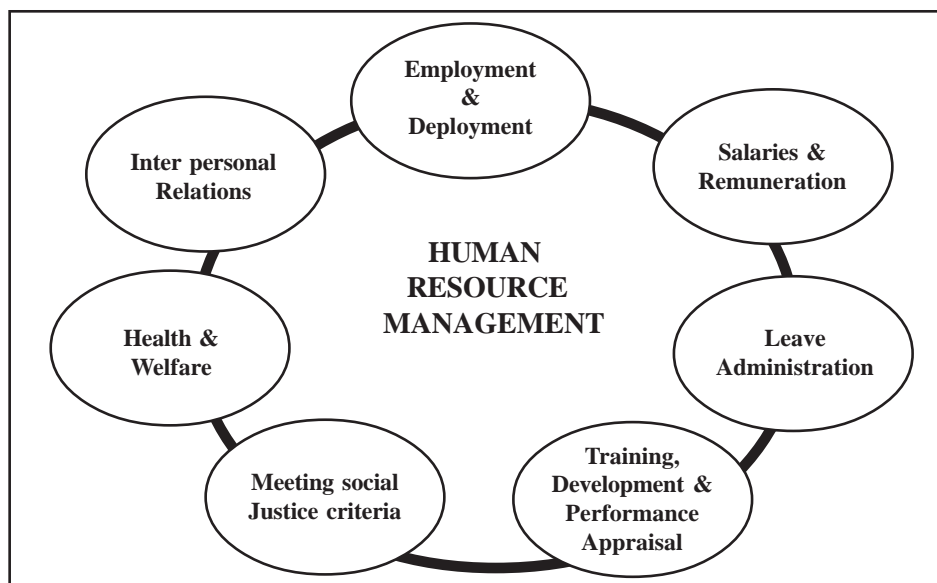 Employment
&
Deployment
Salaries &
Remuneration
Leave
Administration
Training,
Development &
Performance
Appraisal
Meeting social
Justice criteria
Health &
Welfare
Inter personal
Relations
HUMAN
RESOURCE
MANAGEMENT